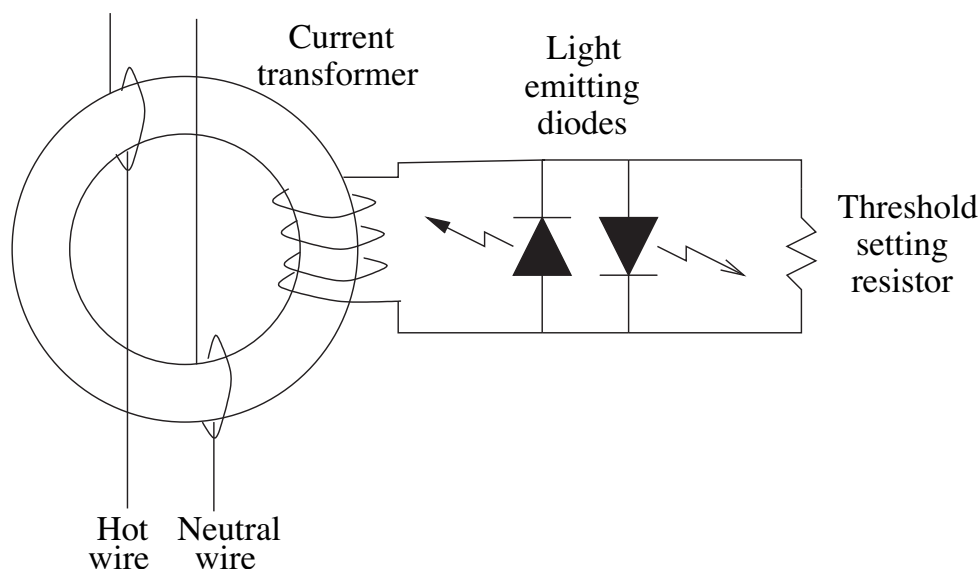 Current
transformer
Light
emitting
diodes
Threshold
setting
resistor
Hot
wire
Neutral
wire